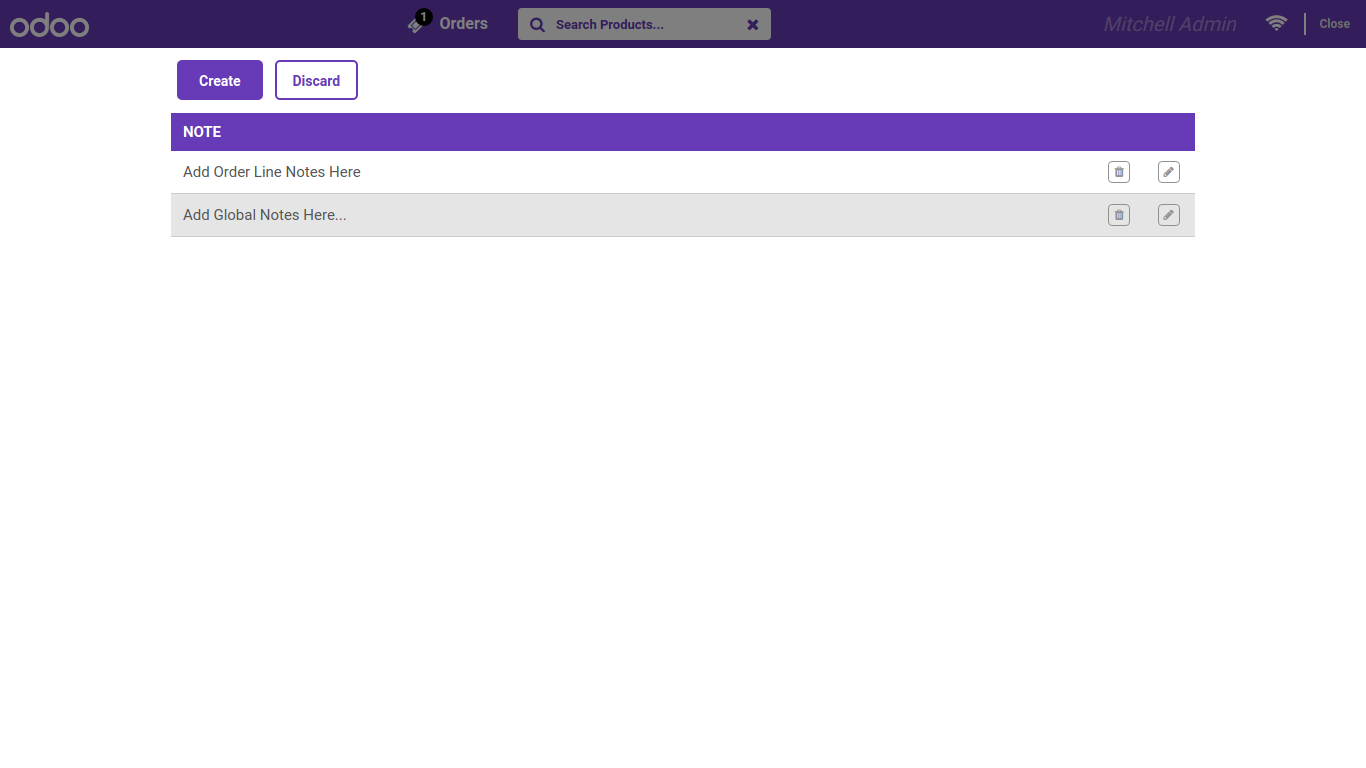 odoo
1 Orders
Search Products...
Mitchell Admin
Close
Create
Discard
NOTE
Add Order Line Notes Here
Add Global Notes Here...